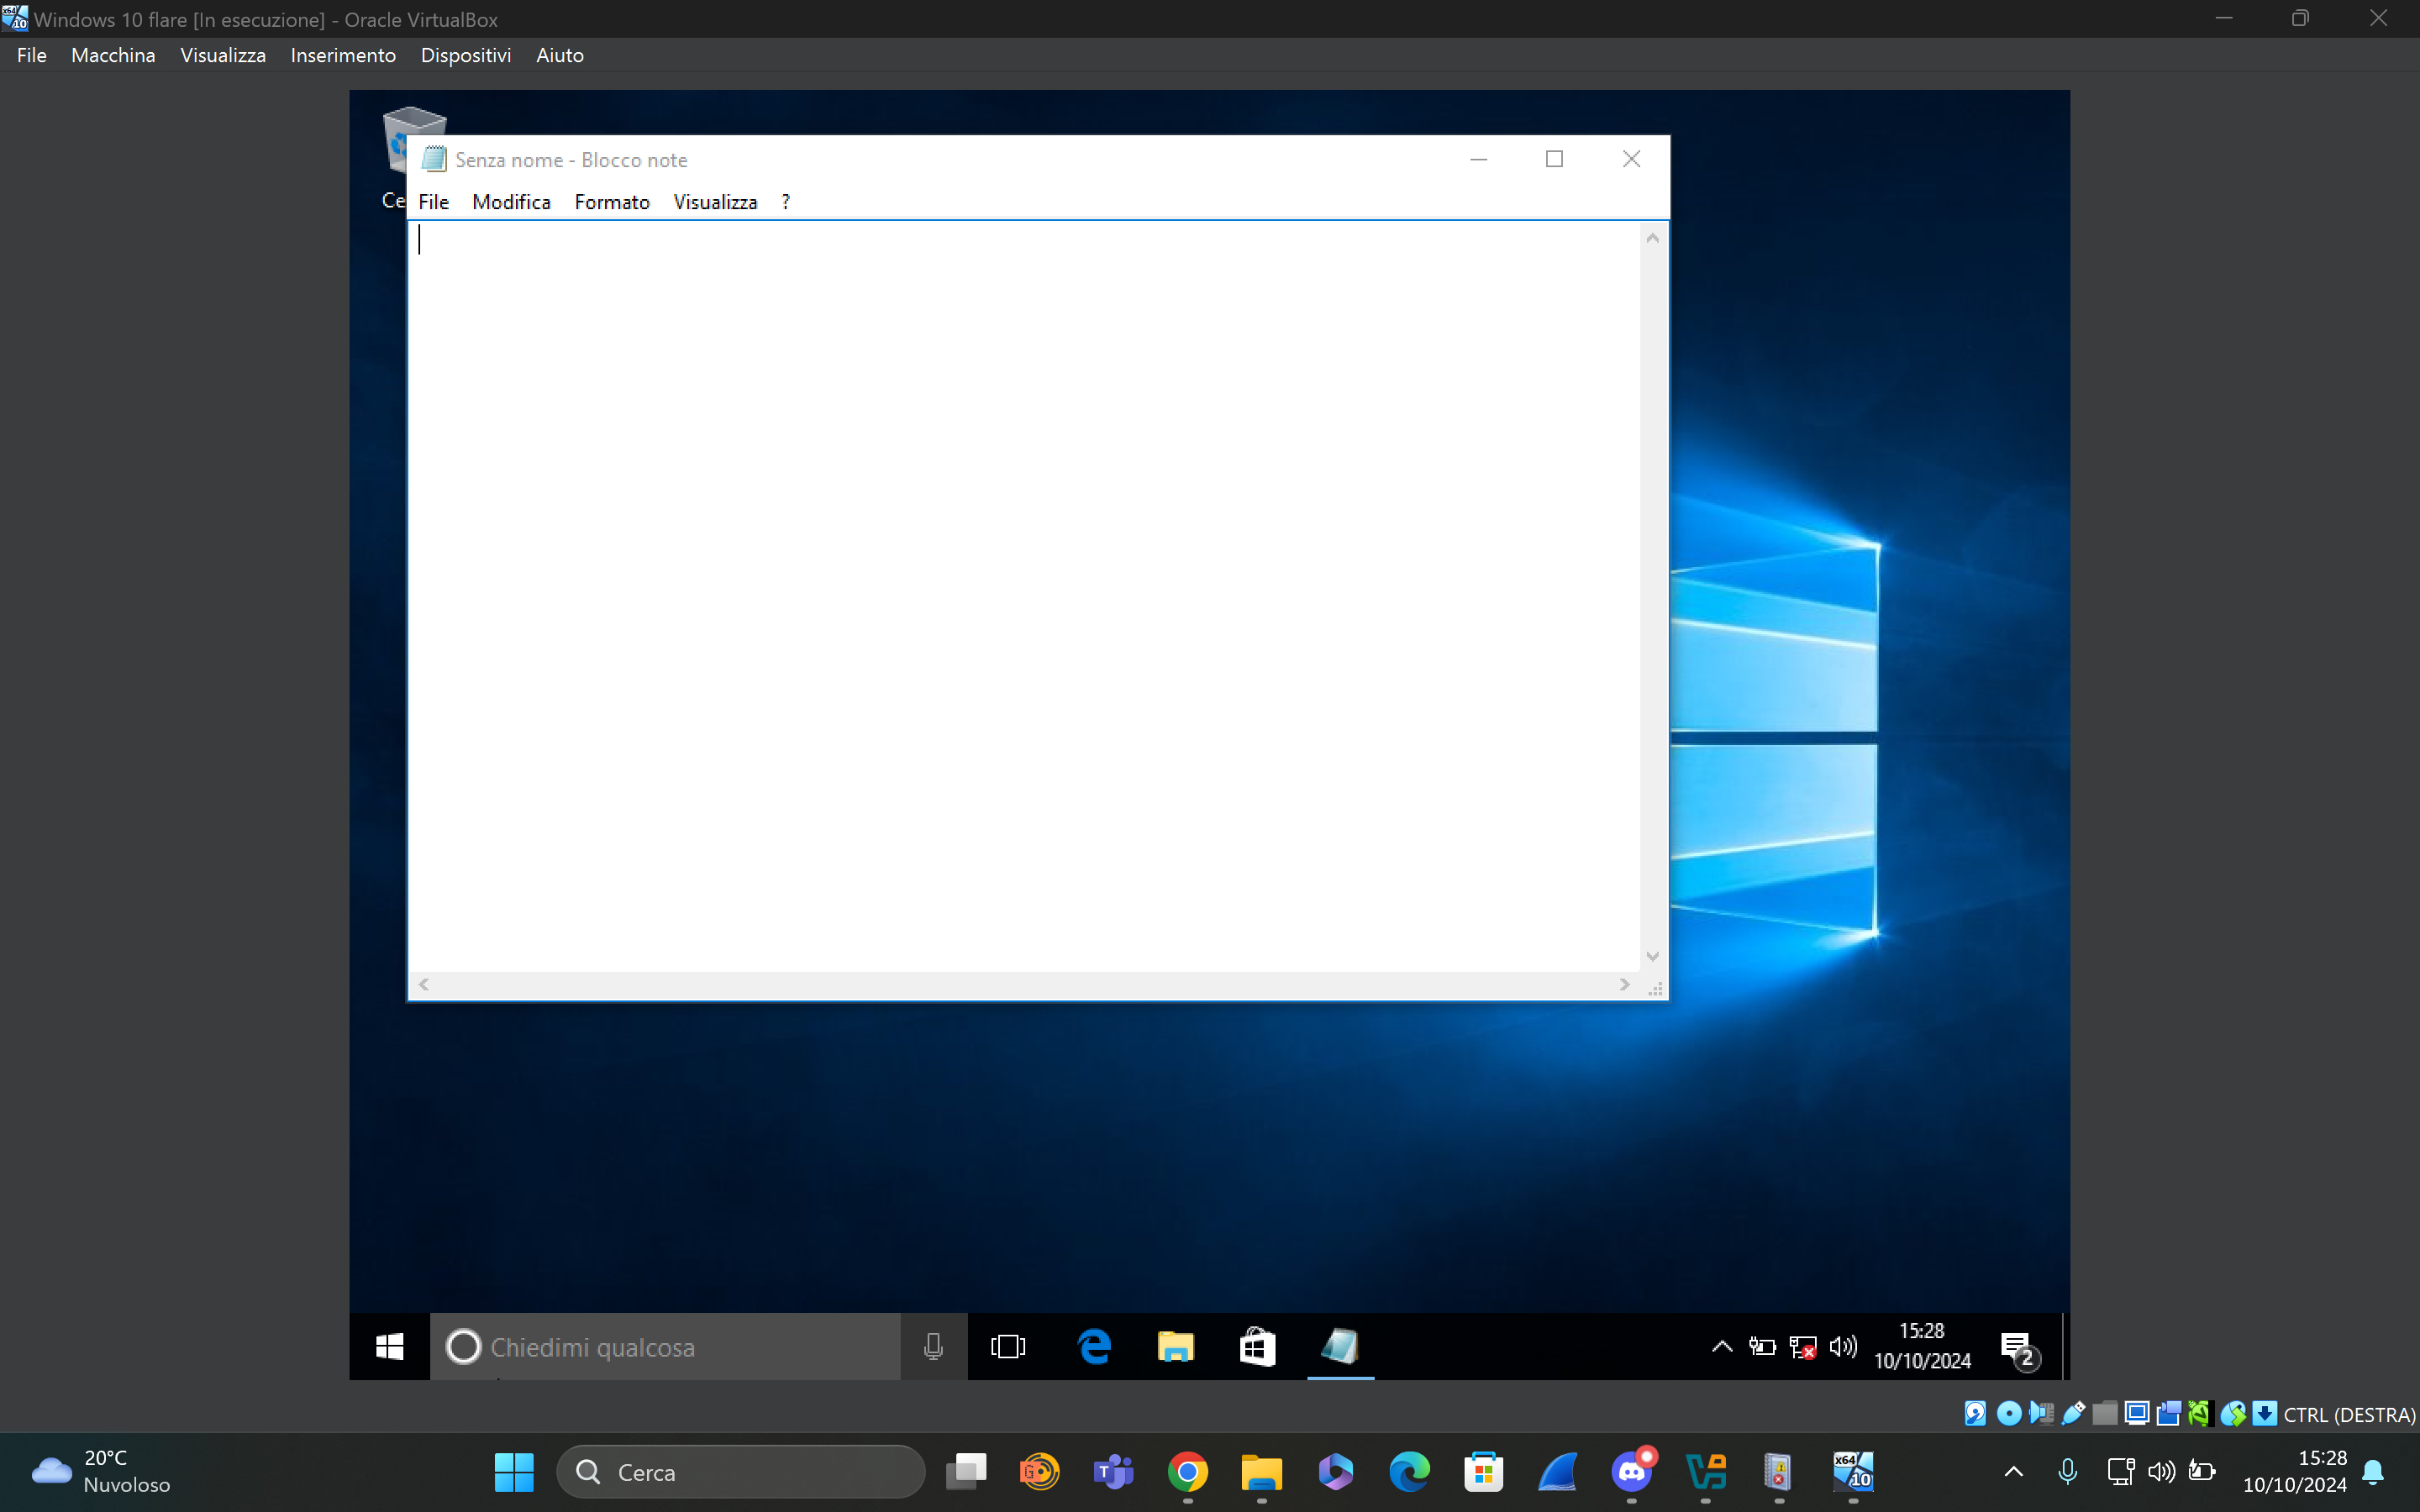 Windows 10 flare [In esecuzione] - Oracle VirtualBox
File Macchina Visualizza Inserimento Dispositivi Aiuto
Senza nome - Blocco note
Ce
File Modifica Formato Visualizza ?
Chiedimi qualcosa
15:28
10/10/2024
2
CTRL (DESTRA)
20°C
Nuvoloso
Cerca
x64
10
15:28
10/10/2024